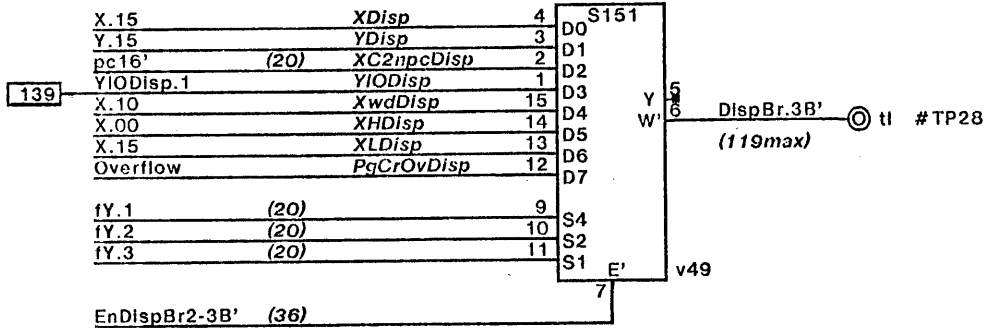 S151
X.15 XDisp 4 D0
Y.15 YDisp 3 D1
pc16' (20) XC2npcDisp 2 D2
139 YIODisp.1 YIODisp 1 D3
X.10 XwdDisp 15 D4
X.00 XHDisp 14 D5
X.15 XLDisp 13 D6
Overflow PgCrOvDisp 12 D7
Y 5
W' 6 DispBr.3B' tl #TP28
(119max)
fY.1 (20) 9 S4
fY.2 (20) 10 S2
fY.3 (20) 11 S1
E' v49
7
EnDispBr2-3B' (36)